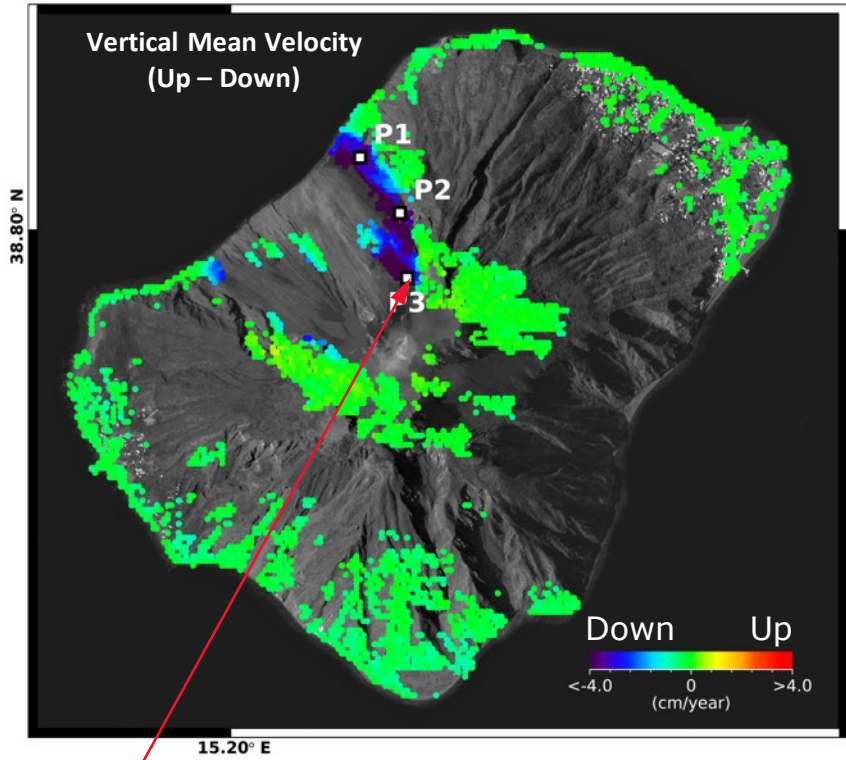 Vertical Mean Velocity
(Up – Down)
P1
P2
38.80° N
P3
Down Up
<-4.0 0 >4.0
(cm/year)
15.20° E